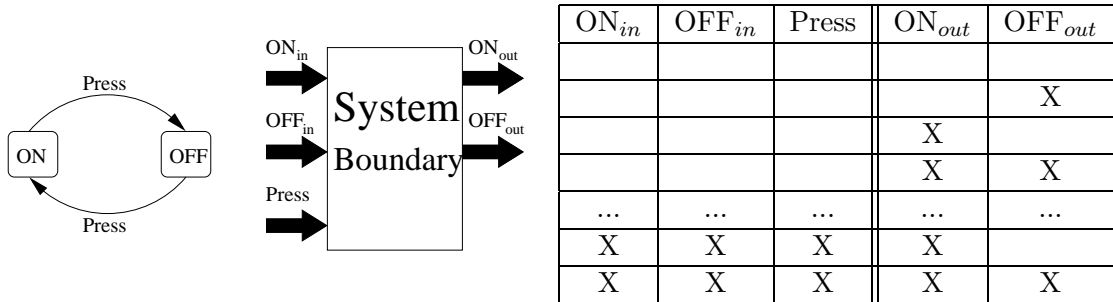 Press
ON
OFF
Press
ON_in
OFF_in
Press
System
Boundary
ON_out
OFF_out
ON_in OFF_in Press ON_out OFF_out
X
X
X X
... ... ... ... ...
X X X X
X X X X X